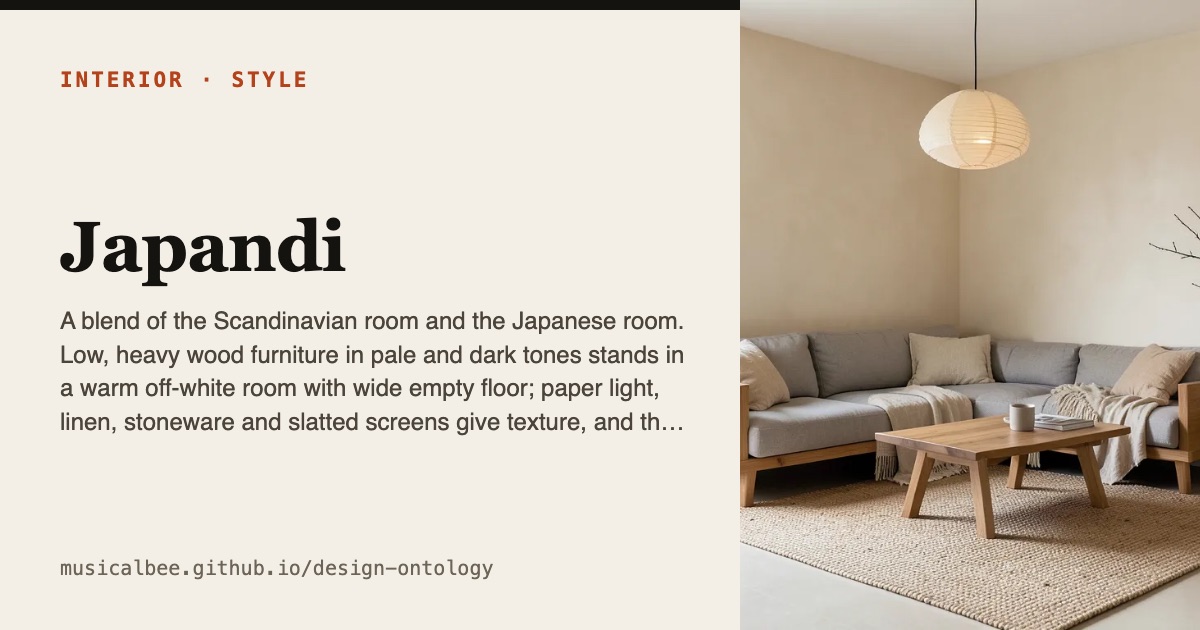 INTERIOR · STYLE
Japandi
A blend of the Scandinavian room and the Japanese room.
Low, heavy wood furniture in pale and dark tones stands in
a warm off-white room with wide empty floor; paper light,
linen, stoneware and slatted screens give texture, and th…
musicalbee.github.io/design-ontology